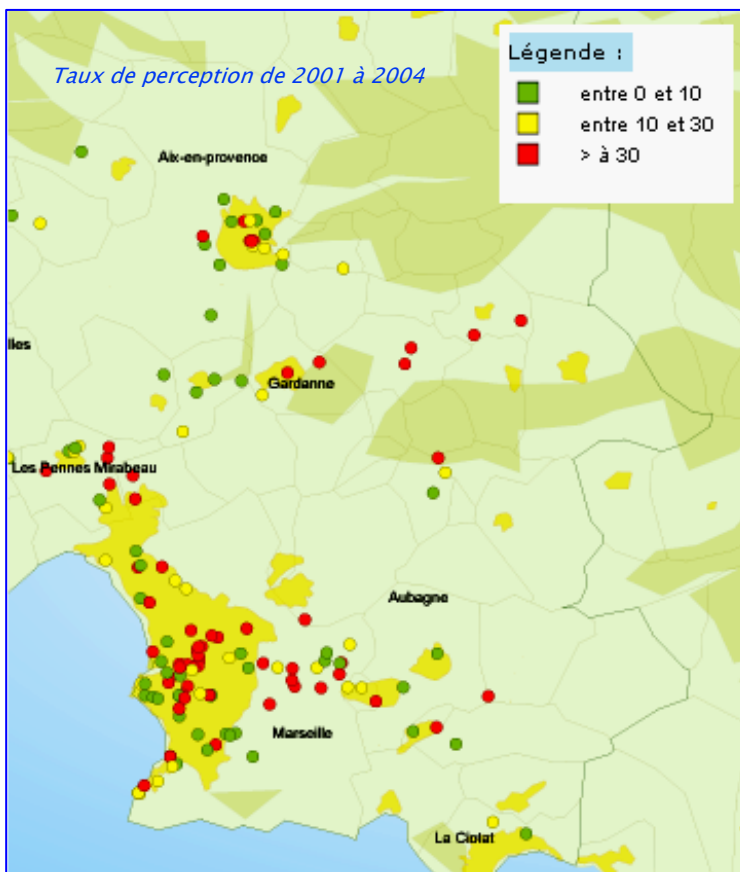 Taux de perception de 2001 à 2004
Légende :
entre 0 et 10
entre 10 et 30
> à 30
Aix-en-provence
lles
Gardanne
Les Pennes Mirabeau
Aubagne
Marseille
La Ciotat